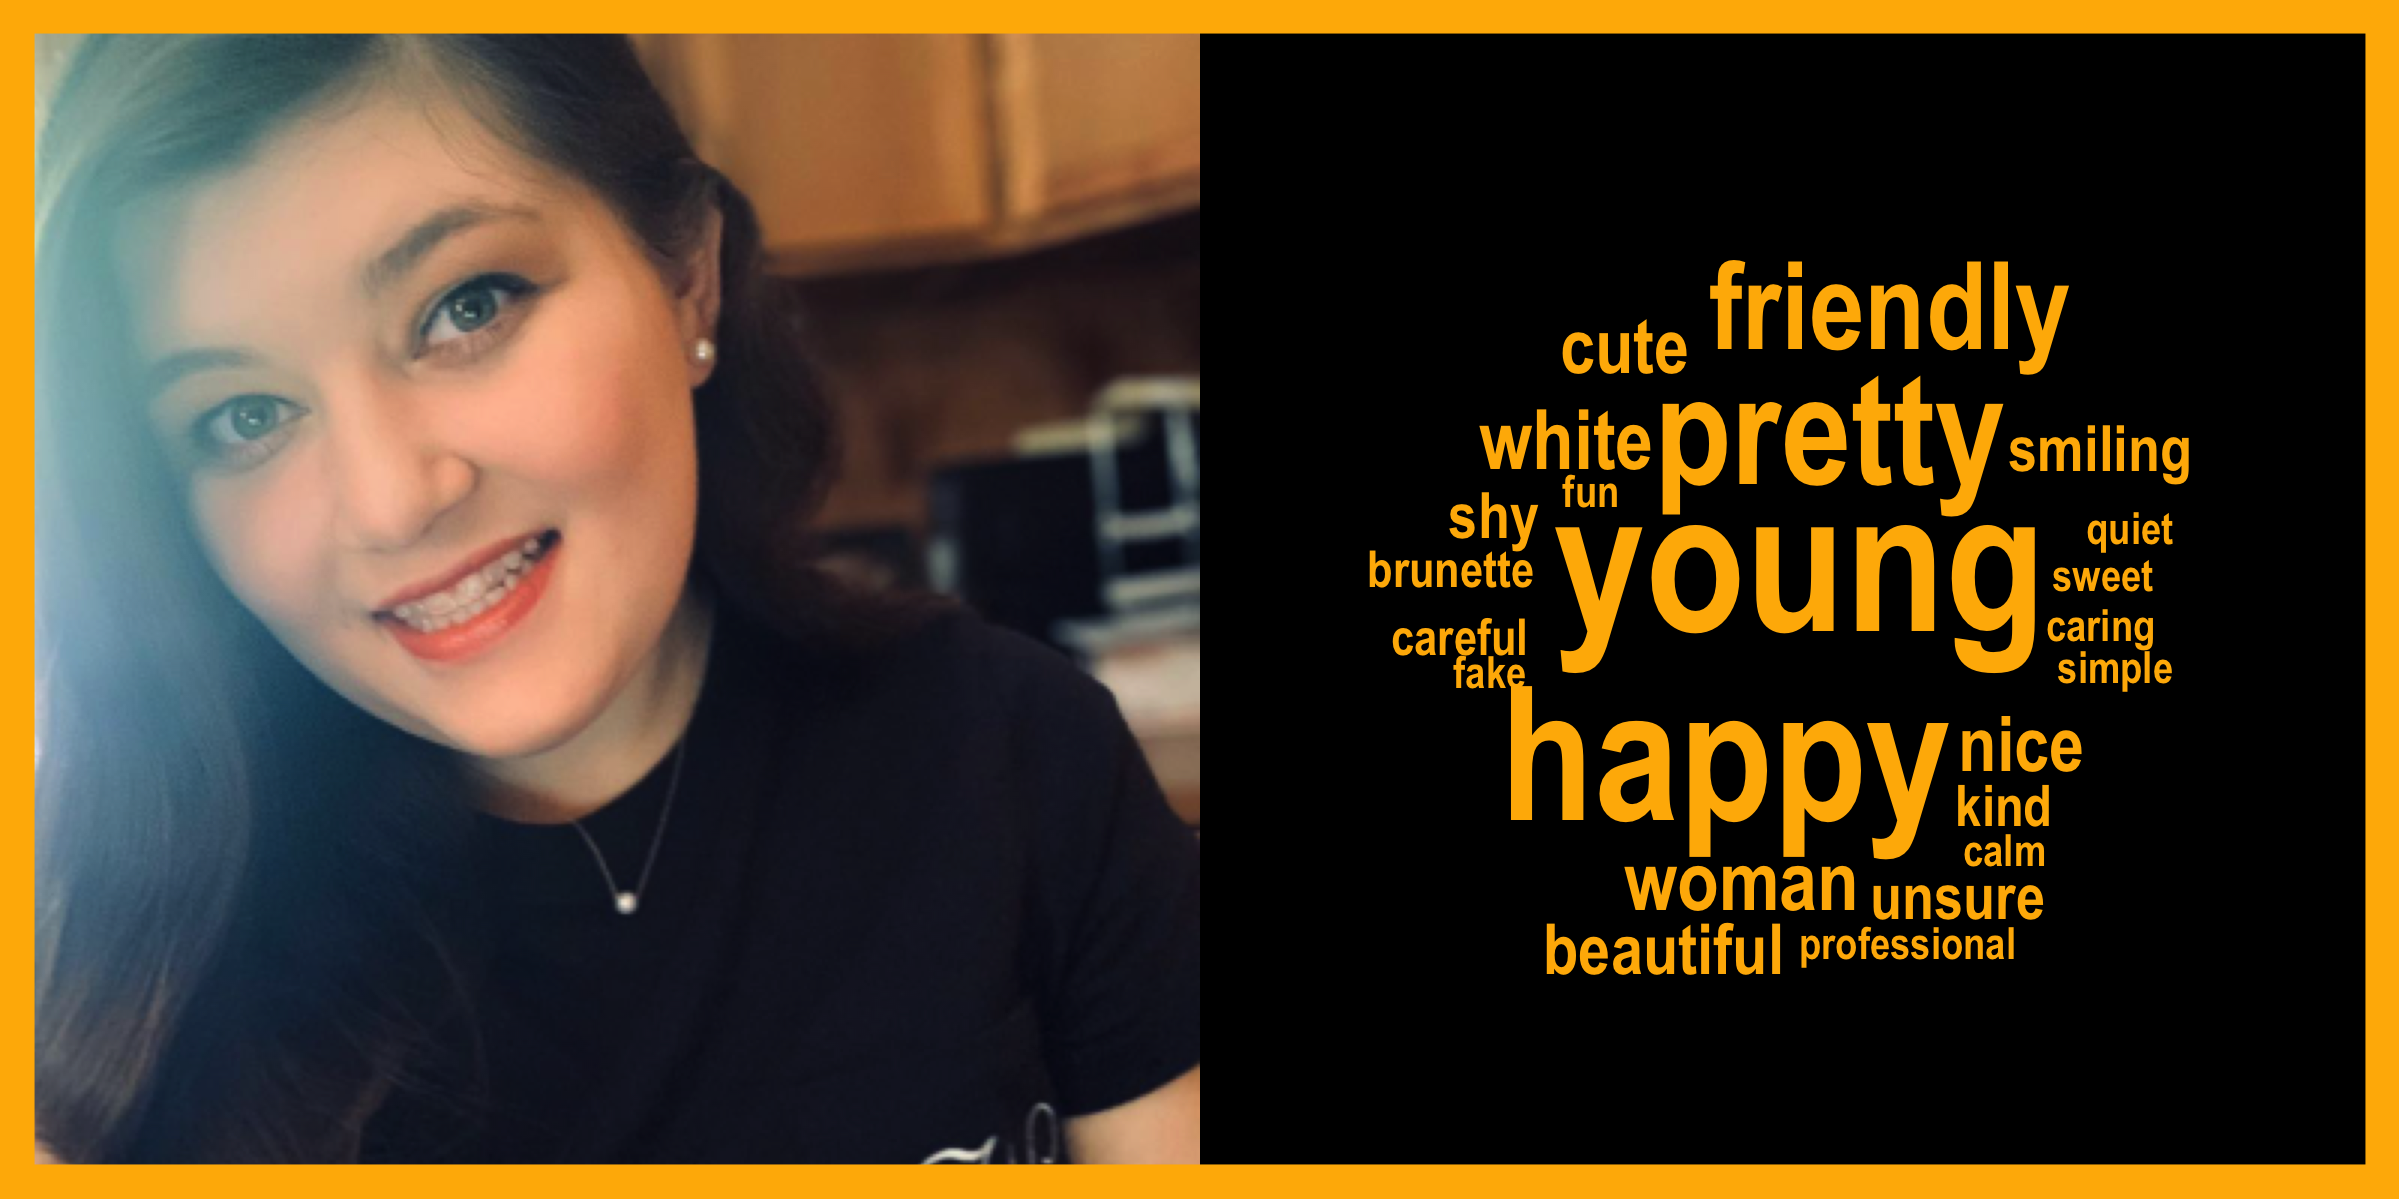 friendly
cute
pretty
white
smiling
fun
shy
young
quiet
brunette
sweet
careful
caring
fake
simple
happy
nice
kind
calm
woman
unsure
beautiful
professional